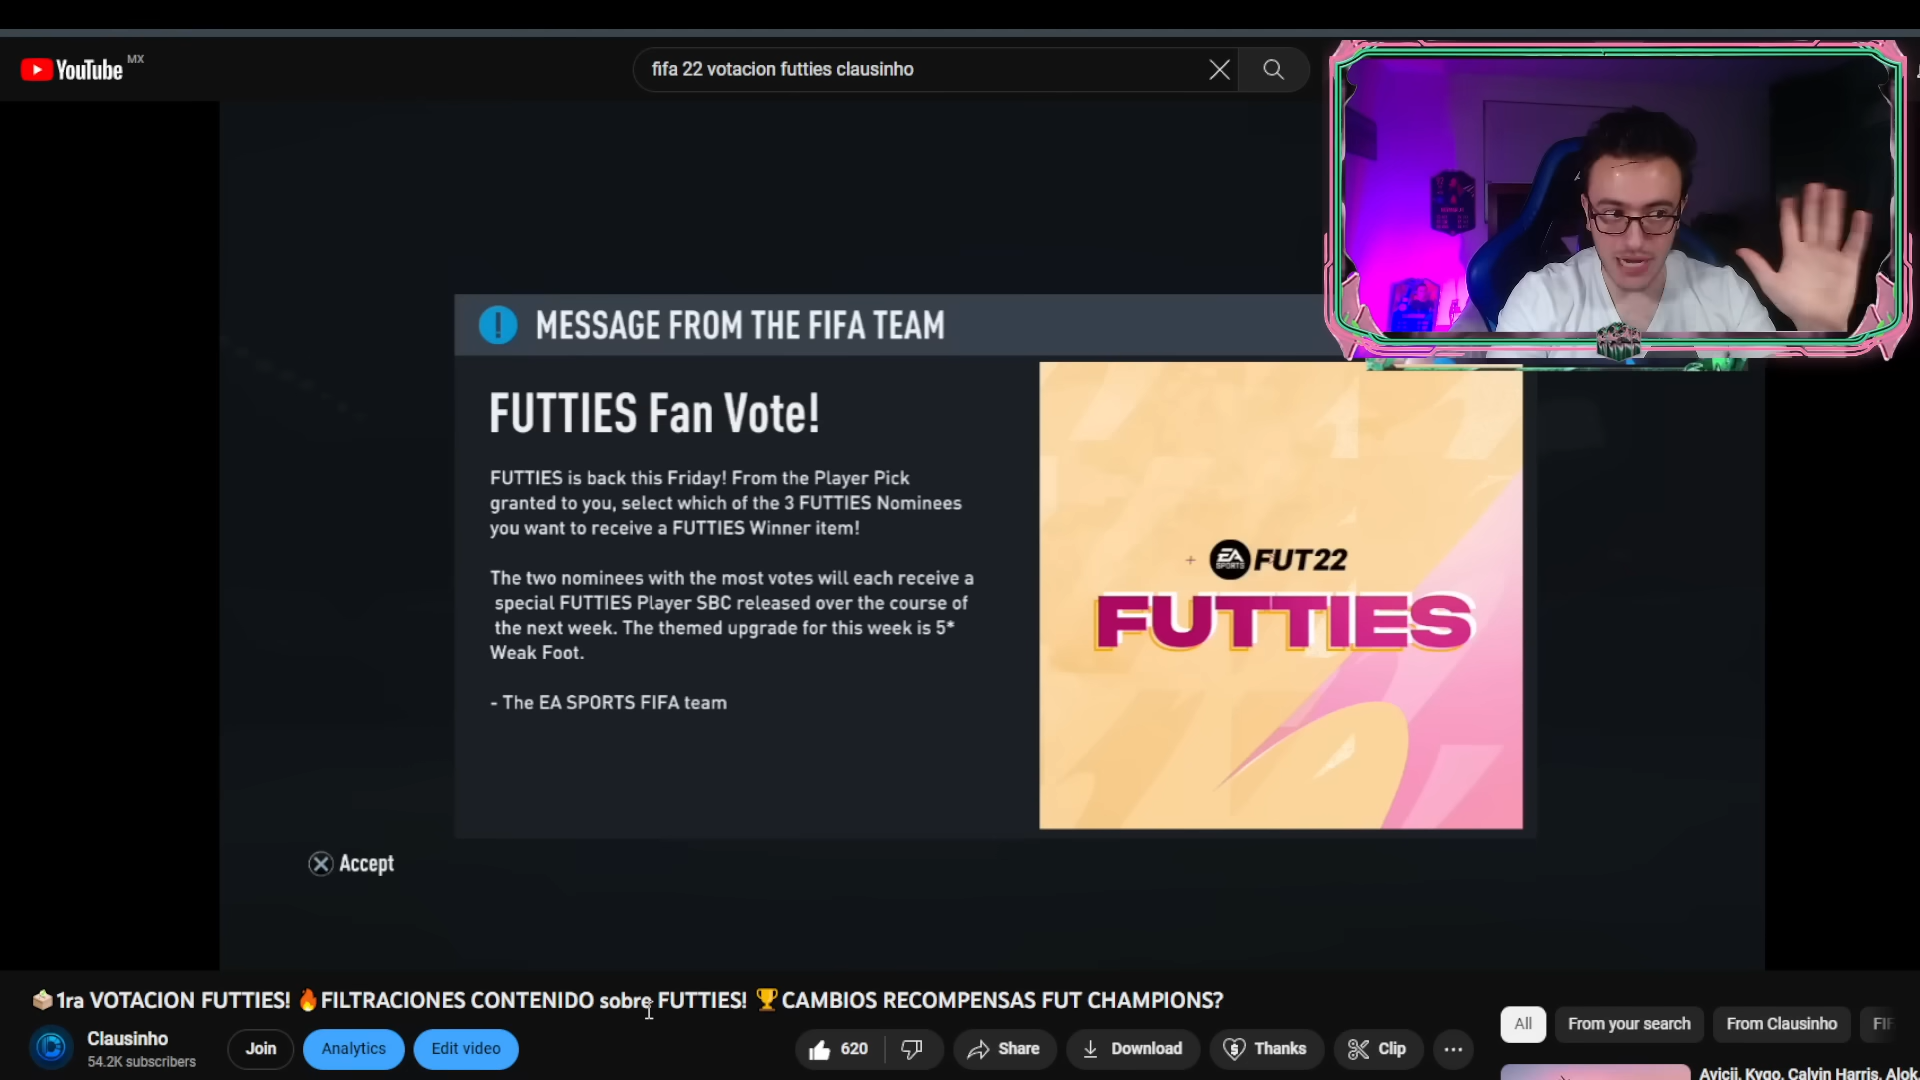 YouTube MX
fifa 22 votacion futties clausinho
MESSAGE FROM THE FIFA TEAM
FUTTIES Fan Vote!
FUTTIES is back this Friday! From the Player Pick
granted to you, select which of the 3 FUTTIES Nominees
you want to receive a FUTTIES Winner item!
The two nominees with the most votes will each receive a
special FUTTIES Player SBC released over the course of
the next week. The themed upgrade for this week is 5*
Weak Foot.
- The EA SPORTS FIFA team
EA SPORTS FUT22
FUTTIES
Accept
🗳️1ra VOTACION FUTTIES! 🔥FILTRACIONES CONTENIDO sobre FUTTIES! 🏆CAMBIOS RECOMPENSAS FUT CHAMPIONS?
Clausinho
54.2K subscribers
Join
Analytics
Edit video
620
Share
Download
Thanks
Clip
All
From your search
From Clausinho
FIF
Avicii, Kygo, Calvin Harris, Alok